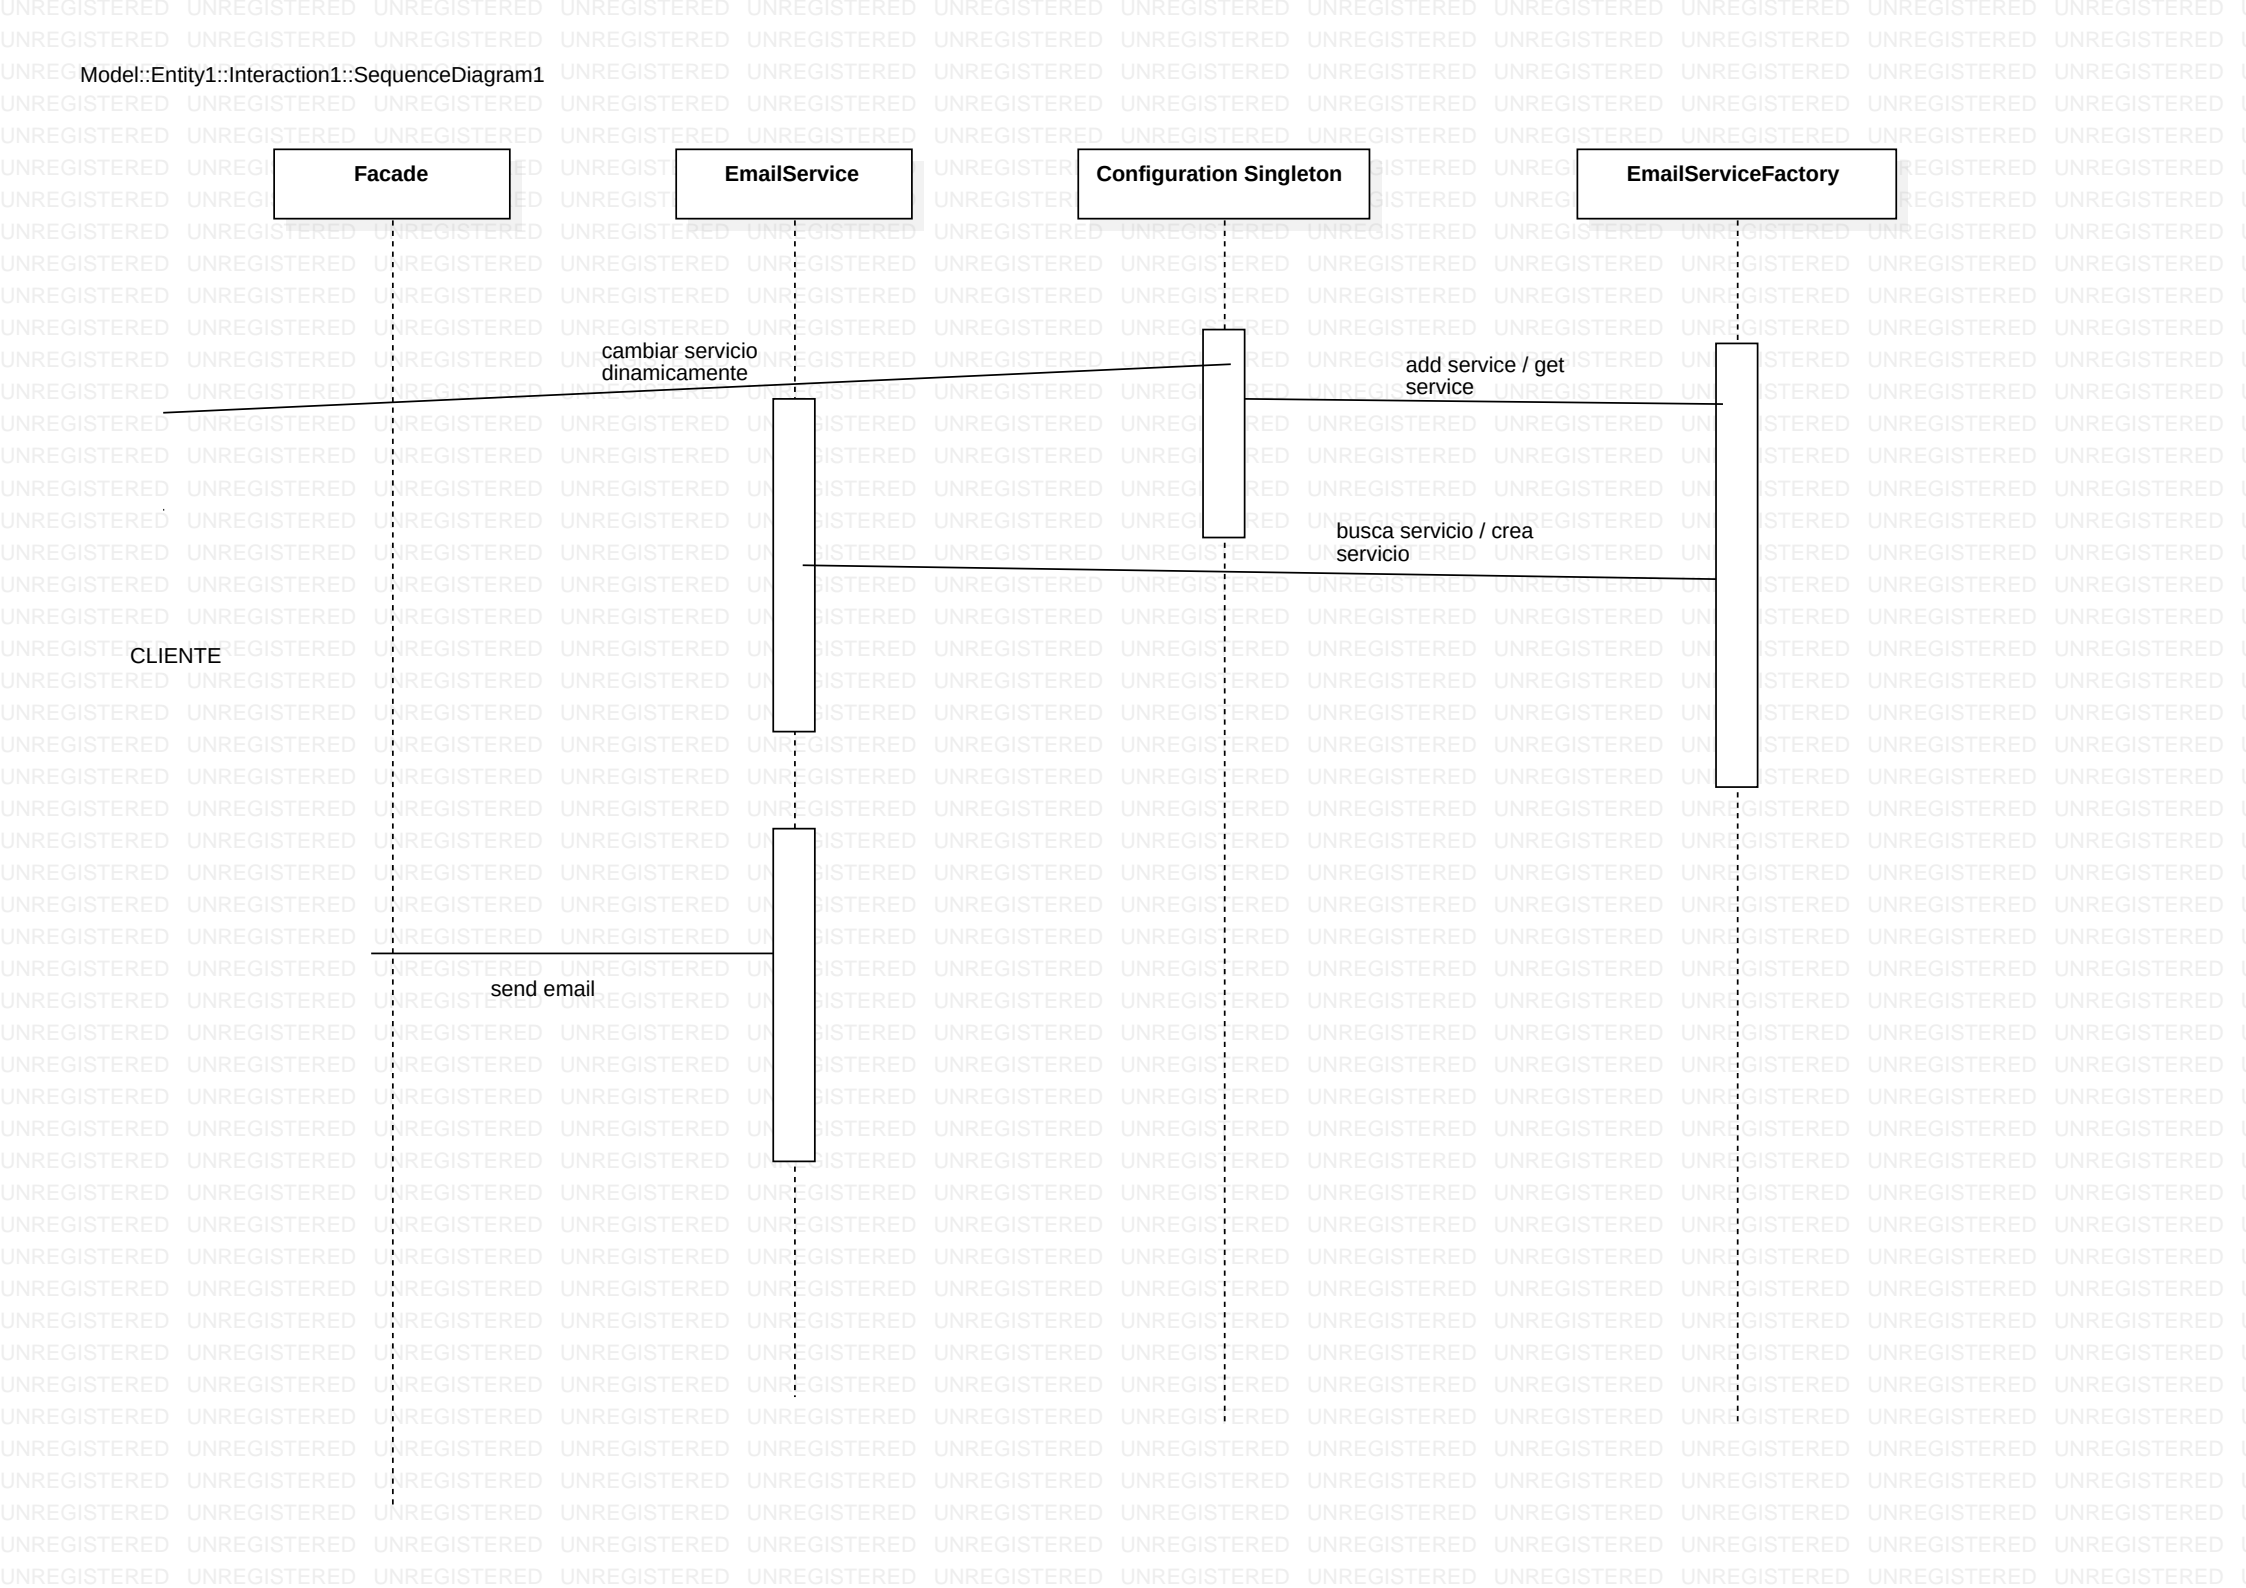 Model::Entity1::Interaction1::SequenceDiagram1
Facade
EmailService
Configuration Singleton
EmailServiceFactory
cambiar servicio
dinamicamente
add service / get
service
busca servicio / crea
servicio
CLIENTE
send email
UNREGISTERED